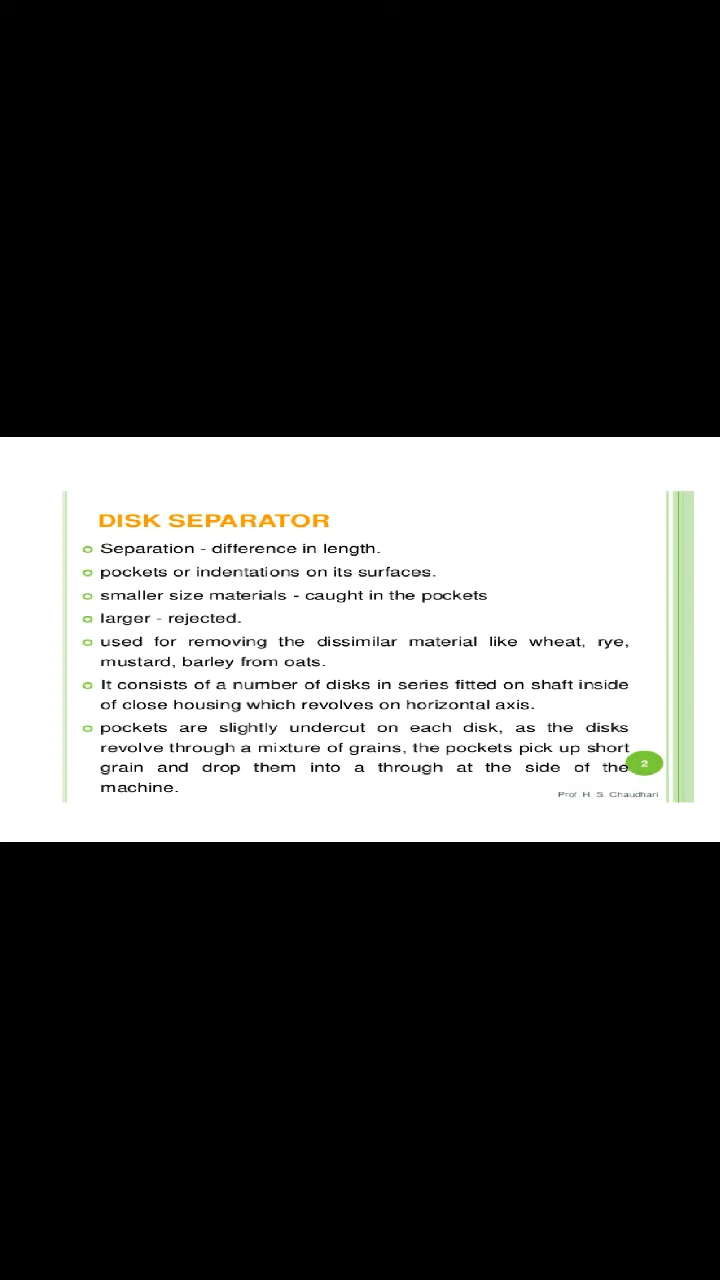 DISK SEPARATOR
Separation - difference in length.
pockets or indentations on its surfaces.
smaller size materials - caught in the pockets
larger - rejected.
used for removing the dissimilar material like wheat, rye,
mustard, barley from oats.
It consists of a number of disks in series fitted on shaft inside
of close housing which revolves on horizontal axis.
pockets are slightly undercut on each disk, as the disks
revolve through a mixture of grains, the pockets pick up short
grain and drop them into a through at the side of the
machine.
2
Prof. H. S. Chaudhari